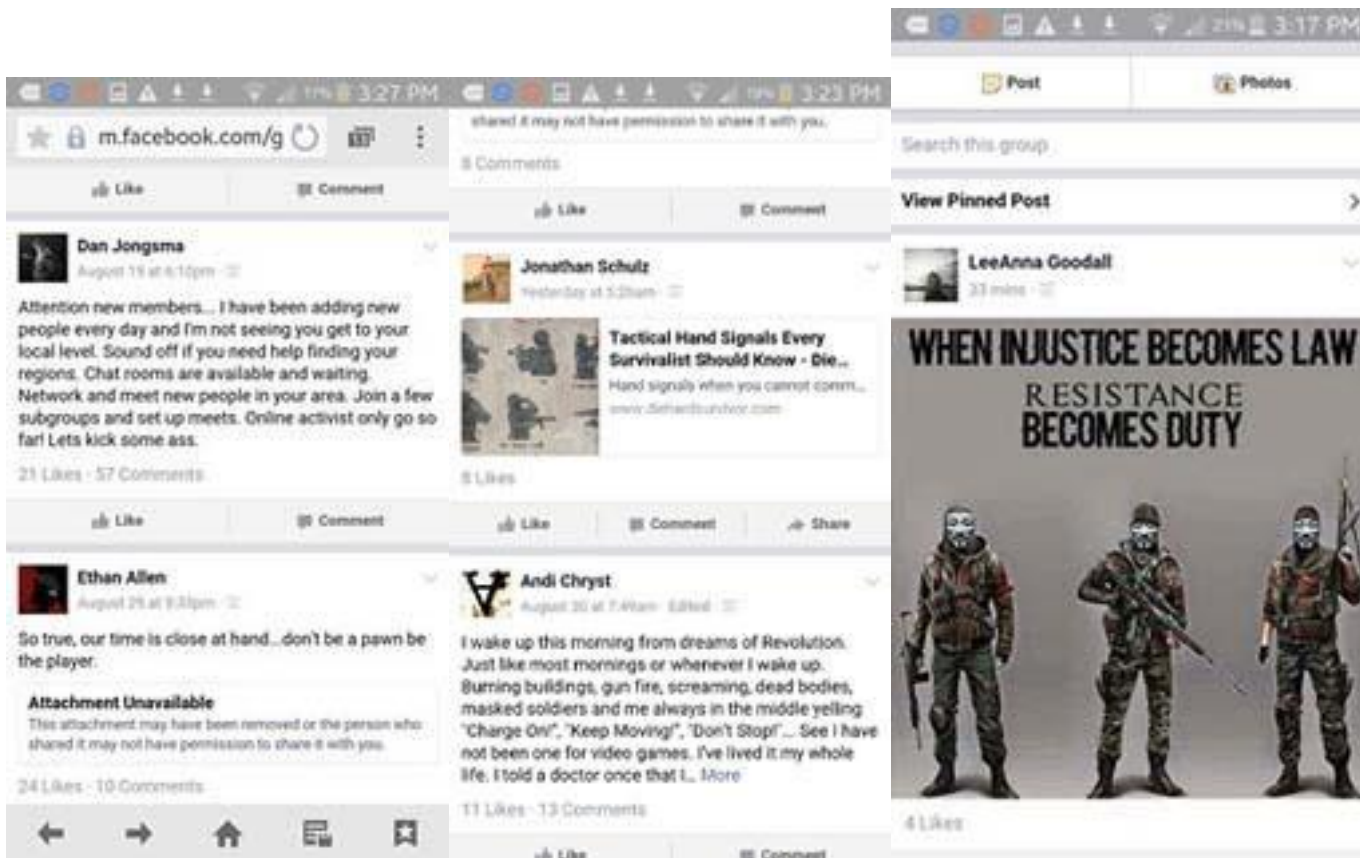 3:27 PM
m.facebook.com/g
Like
Comment
Dan Jongsma
August 19 at 6:10pm
Attention new members... I have been adding new
people every day and I'm not seeing you get to your
local level. Sound off if you need help finding your
regions. Chat rooms are available and waiting.
Network and meet new people in your area. Join a few
subgroups and set up meets. Online activist only go so
far! Lets kick some ass.
21 Likes · 57 Comments
Like
Comment
Ethan Allen
August 29 at
So true, our time is close at hand...don't be a pawn be
the player.
Attachment Unavailable
This attachment may have been removed or the person who
shared it may not have permission to share it with you.
24 Likes · 10 Comments
3:23 PM
shared it may not have permission to share it with you.
8 Comments
Like
Comment
Jonathan Schulz
Yesterday at
Tactical Hand Signals Every
Survivalist Should Know - Die...
Hand signals when you cannot comm...
www.diehardsurvivor.com
8 Likes
Like
Comment
Share
Andi Chryst
August 30 at 7:49am · Edited
I wake up this morning from dreams of Revolution.
Just like most mornings or whenever I wake up.
Burning buildings, gun fire, screaming, dead bodies,
masked soldiers and me always in the middle yelling
"Charge On!", "Keep Moving!", "Don't Stop!"... See I have
not been one for video games. I've lived it my whole
life. I told a doctor once that I... More
11 Likes · 13 Comments
Like
Comment
21% 3:17 PM
Post
Photos
Search this group
View Pinned Post
LeeAnna Goodall
33 mins
WHEN INJUSTICE BECOMES LAW
RESISTANCE
BECOMES DUTY
4 Likes